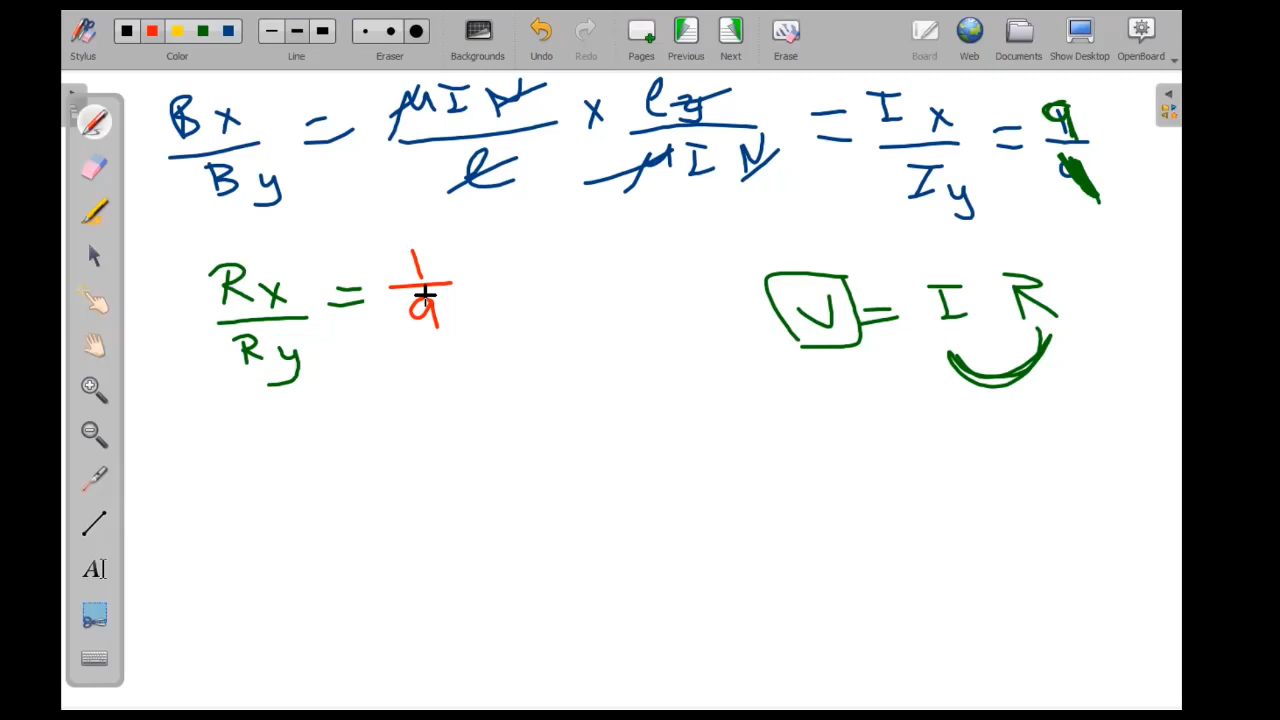 Stylus Color Line Eraser Backgrounds Undo Redo Pages Previous Next Erase Board Web Documents Show Desktop OpenBoard
Bx/By = μIN/l × l/μIN = Ix/Iy = 9
Rx/Ry = 1/9
V = I R
A